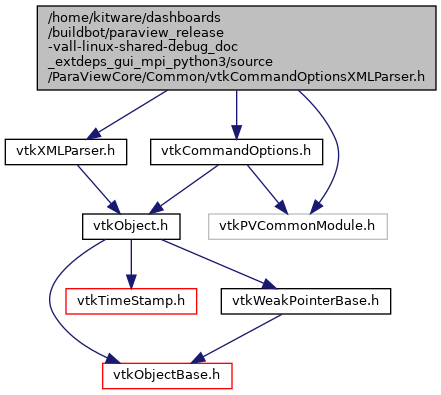 /home/kitware/dashboards
/buildbot/paraview_release
-vall-linux-shared-debug_doc
_extdeps_gui_mpi_python3/source
/ParaViewCore/Common/vtkCommandOptionsXMLParser.h
vtkXMLParser.h
vtkCommandOptions.h
vtkObject.h
vtkPVCommonModule.h
vtkTimeStamp.h
vtkWeakPointerBase.h
vtkObjectBase.h